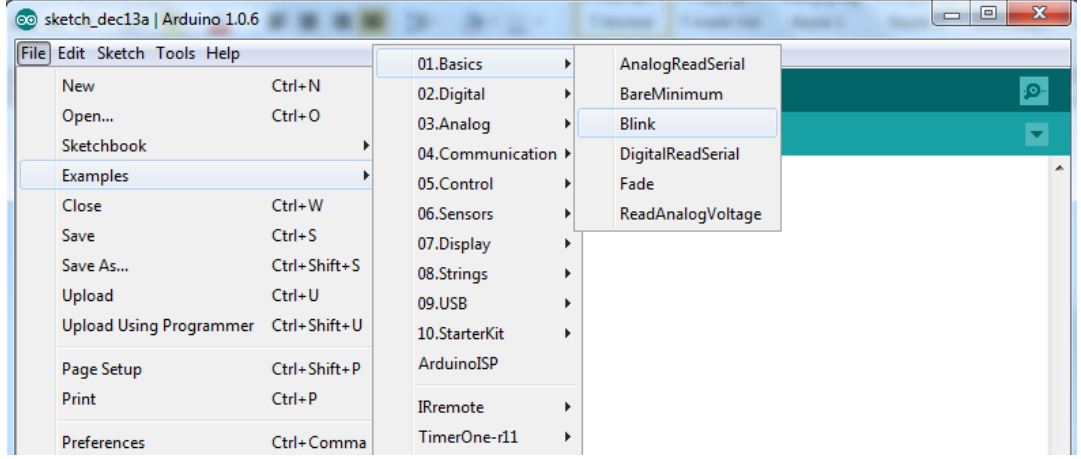 sketch_dec13a | Arduino 1.0.6
File Edit Sketch Tools Help
New Ctrl+N
Open... Ctrl+O
Sketchbook
Examples
Close Ctrl+W
Save Ctrl+S
Save As... Ctrl+Shift+S
Upload Ctrl+U
Upload Using Programmer Ctrl+Shift+U
Page Setup Ctrl+Shift+P
Print Ctrl+P
Preferences Ctrl+Comma
01.Basics
02.Digital
03.Analog
04.Communication
05.Control
06.Sensors
07.Display
08.Strings
09.USB
10.StarterKit
ArduinoISP
IRremote
TimerOne-r11
AnalogReadSerial
BareMinimum
Blink
DigitalReadSerial
Fade
ReadAnalogVoltage